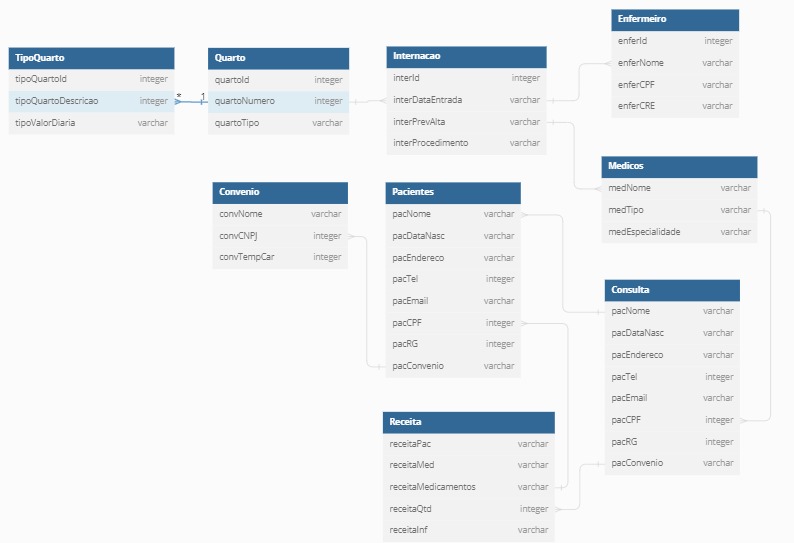 TipoQuarto
tipoQuartoId integer
tipoQuartoDescricao integer
tipoValorDiaria varchar
* 1
Quarto
quartoId integer
quartoNumero integer
quartoTipo varchar
Internacao
interId integer
interDataEntrada varchar
interPrevAlta varchar
interProcedimento varchar
Enfermeiro
enferId integer
enferNome varchar
enferCPF varchar
enferCRE varchar
Medicos
medNome varchar
medTipo varchar
medEspecialidade varchar
Convenio
convNome varchar
convCNPJ integer
convTempCar integer
Pacientes
pacNome varchar
pacDataNasc varchar
pacEndereco varchar
pacTel integer
pacEmail varchar
pacCPF integer
pacRG integer
pacConvenio varchar
Consulta
pacNome varchar
pacDataNasc varchar
pacEndereco varchar
pacTel integer
pacEmail varchar
pacCPF integer
pacRG integer
pacConvenio varchar
Receita
receitaPac varchar
receitaMed varchar
receitaMedicamentos varchar
receitaQtd integer
receitaInf varchar